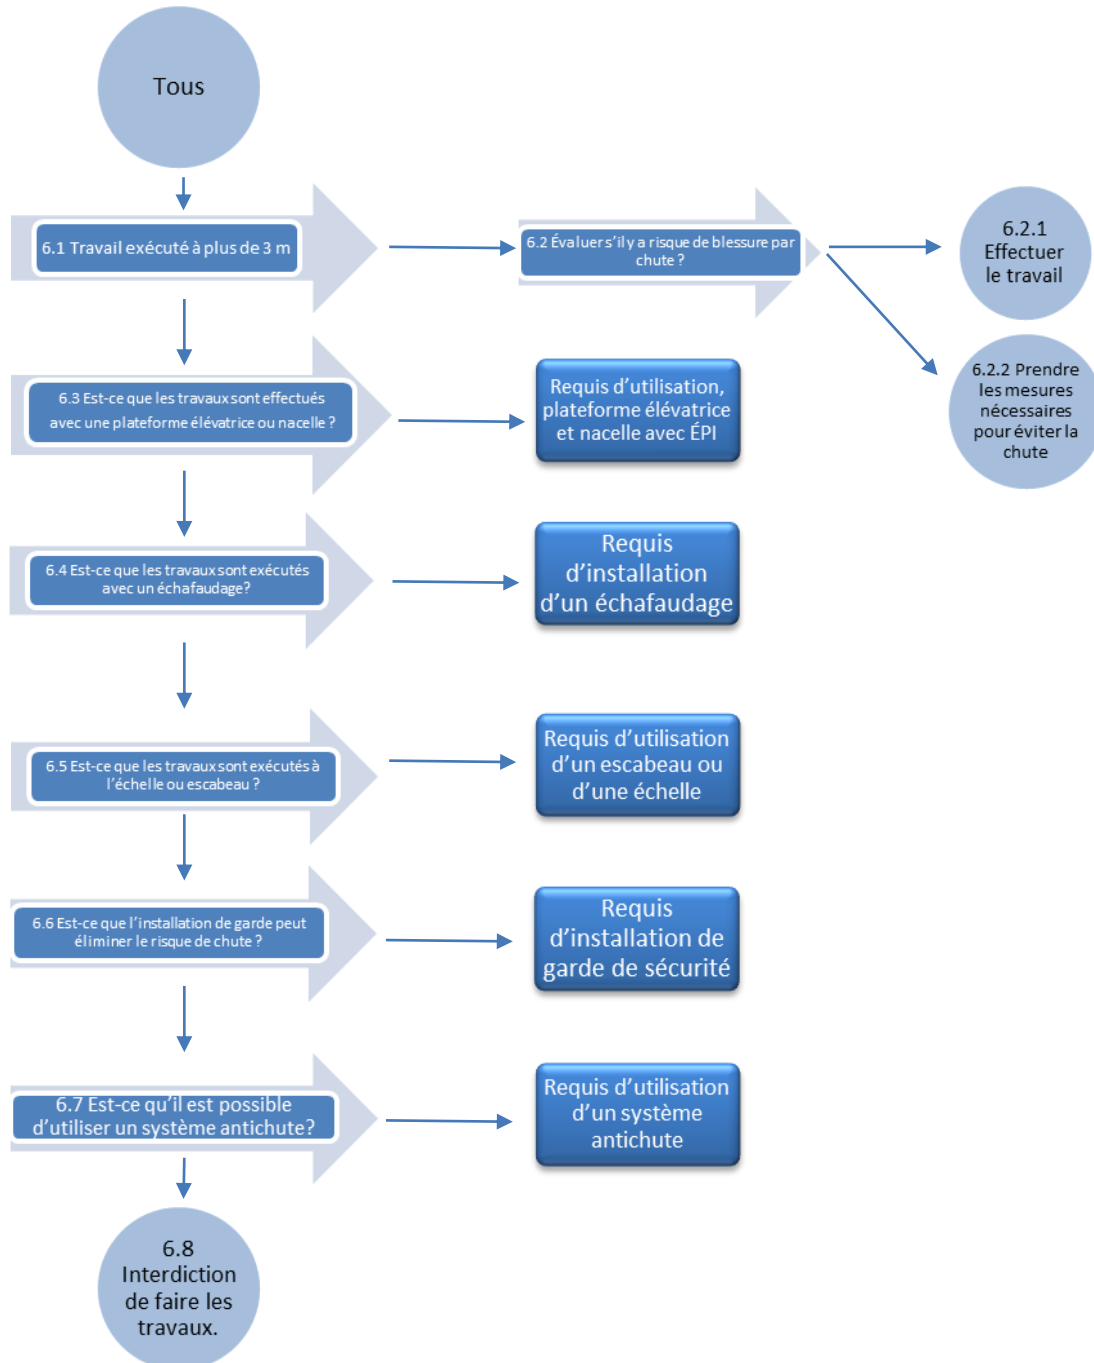 Tous
6.1 Travail exécuté à plus de 3 m
6.2 Évaluer s'il y a risque de blessure par
chute ?
6.2.1
Effectuer
le travail
6.2.2 Prendre
les mesures
nécessaires
pour éviter la
chute
6.3 Est-ce que les travaux sont effectués
avec une plateforme élévatrice ou nacelle ?
Requis d'utilisation,
plateforme élévatrice
et nacelle avec ÉPI
6.4 Est-ce que les travaux sont exécutés
avec un échafaudage?
Requis
d'installation
d'un échafaudage
6.5 Est-ce que les travaux sont exécutés à
l'échelle ou escabeau ?
Requis d'utilisation
d'un escabeau ou
d'une échelle
6.6 Est-ce que l'installation de garde peut
éliminer le risque de chute ?
Requis
d'installation de
garde de sécurité
6.7 Est-ce qu'il est possible
d'utiliser un système antichute?
Requis d'utilisation
d'un système
antichute
6.8
Interdiction
de faire les
travaux.